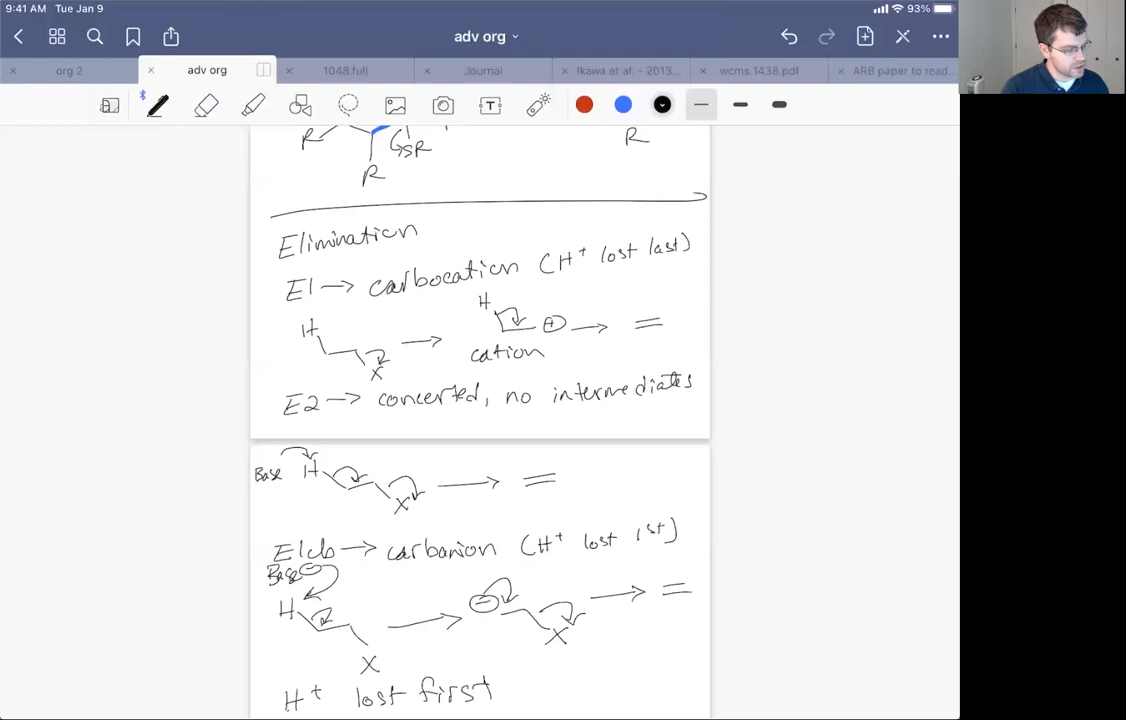 9:41 AM Tue Jan 9
93%
adv org
org 2
adv org
1048.full
Journal
Ikawa et al. - 2013...
wcms.1438.pdf
ARB paper to read...
T
R
SR
R
R
Elimination
E1 → carbocation (H+ lost last)
H
H
⊕ → =
X
→
cation
E2 → concerted, no intermediates
Base H
X
→ =
E1cb → carbanion (H+ lost 1st)
Base ⊖
H
→
⊖
→ =
X
X
H+ lost first